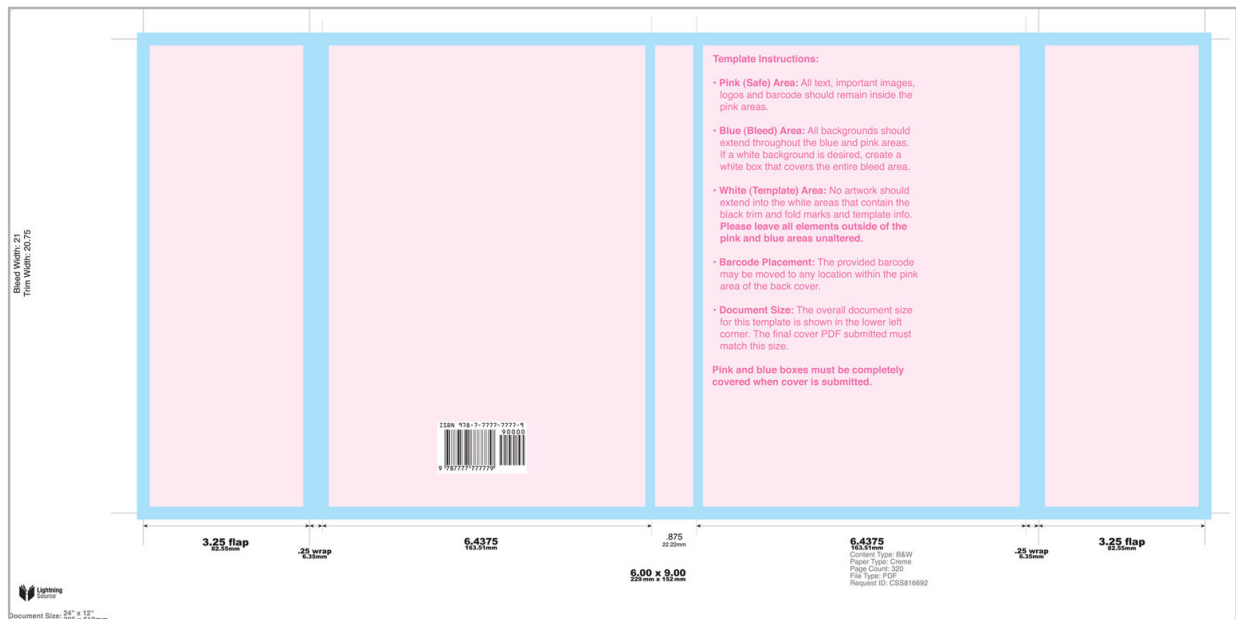 Template Instructions:
• Pink (Safe) Area: All text, important images,
logos and barcode should remain inside the
pink areas.
• Blue (Bleed) Area: All backgrounds should
extend throughout the blue and pink areas.
If a white background is desired, create a
white box that covers the entire bleed area.
• White (Template) Area: No artwork should
extend into the white areas that contain the
black trim and fold marks and template info.
Please leave all elements outside of the
pink and blue areas unaltered.
• Barcode Placement: The provided barcode
may be moved to any location within the pink
area of the back cover.
• Document Size: The overall document size
for this template is shown in the lower left
corner. The final cover PDF submitted must
match this size.
Pink and blue boxes must be completely
covered when cover is submitted.
Bleed Width: 21
Trim Width: 20.75
ISBN 978-7-7777-7777-9
90000
9 787777 777779
3.25 flap
82.55mm
.25 wrap
6.35mm
6.4375
163.51mm
.875
22.22mm
6.4375
163.51mm
.25 wrap
6.35mm
3.25 flap
82.55mm
6.00 x 9.00
229 mm x 152 mm
Content Type: B&W
Paper Type: Creme
Page Count: 320
File Type: PDF
Request ID: CSS816692
Lightning
Source
Document Size: 24" x 12"